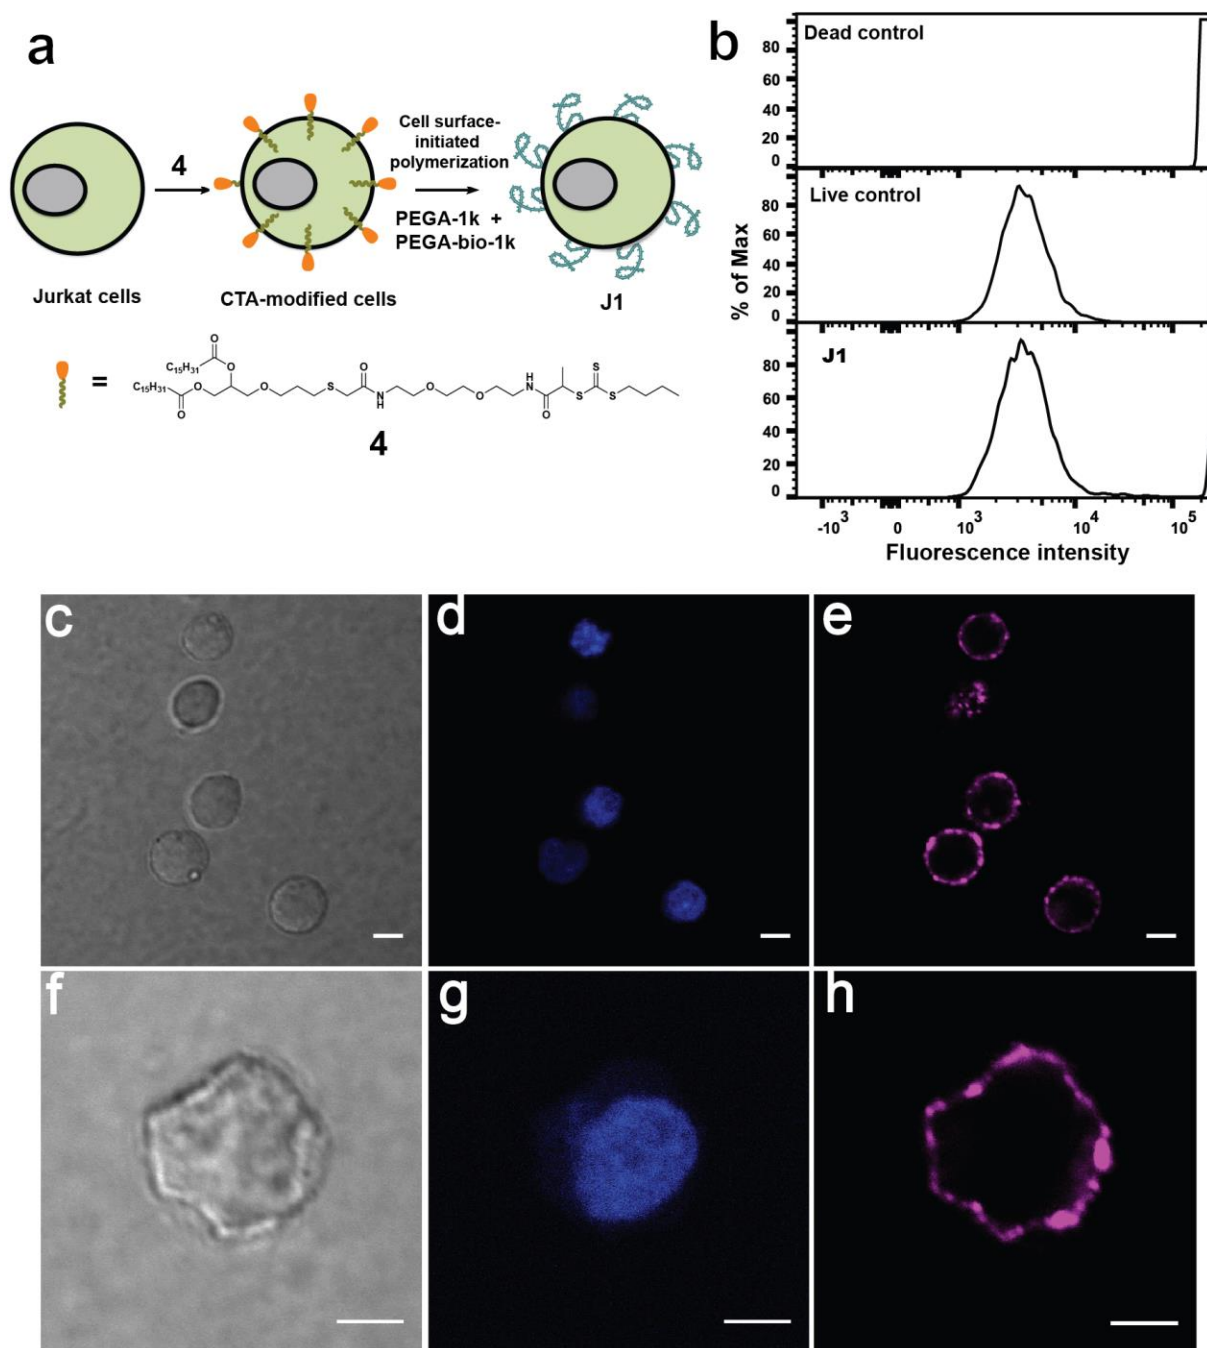 a
Jurkat cells
4
CTA-modified cells
Cell surface-
initiated
polymerization
PEGA-1k +
PEGA-bio-1k
J1
=
C15H31
O
O
C15H31
O
O
O
S
O
N
H
O
O
H
N
O
S
S
S
4
b
% of Max
Dead control
80
60
40
20
0
Live control
80
60
40
20
0
J1
80
60
40
20
0
-10³
0
10³
10⁴
10⁵
Fluorescence intensity
c
d
e
f
g
h